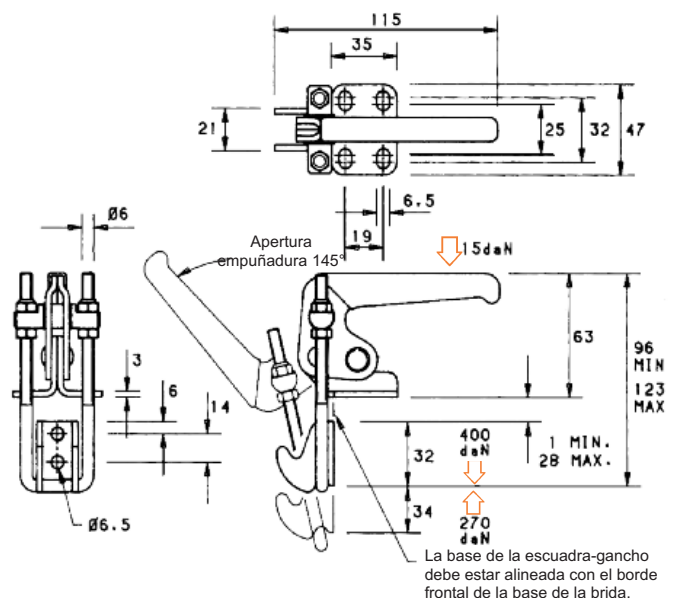 115
35
21
25
32
47
6.5
19
Ø6
Apertura
empuñadura 145°
15daN
3
6
14
63
96
MIN
123
MAX
32
400
daN
1 MIN.
28 MAX.
34
270
daN
Ø6.5
La base de la escuadra-gancho
debe estar alineada con el borde
frontal de la base de la brida.